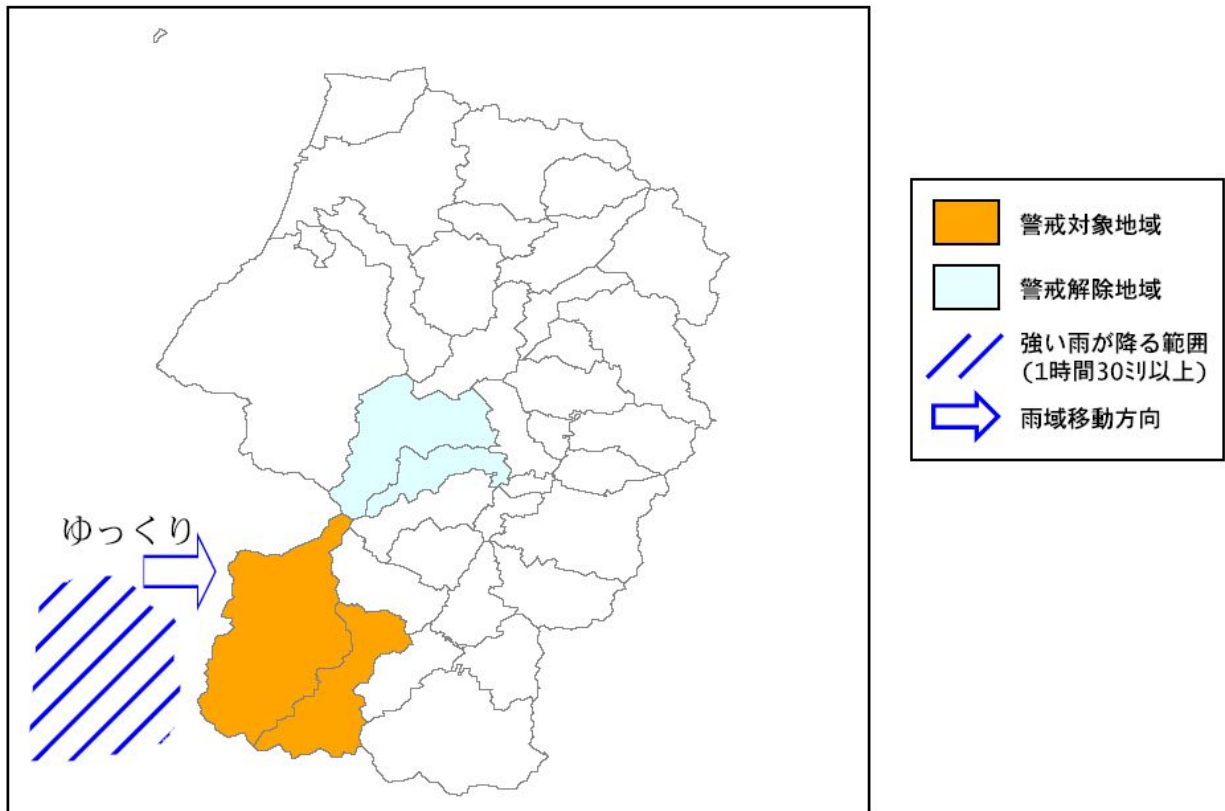 ゆっくり
警戒対象地域
警戒解除地域
強い雨が降る範囲
(1時間30ミリ以上)
雨域移動方向